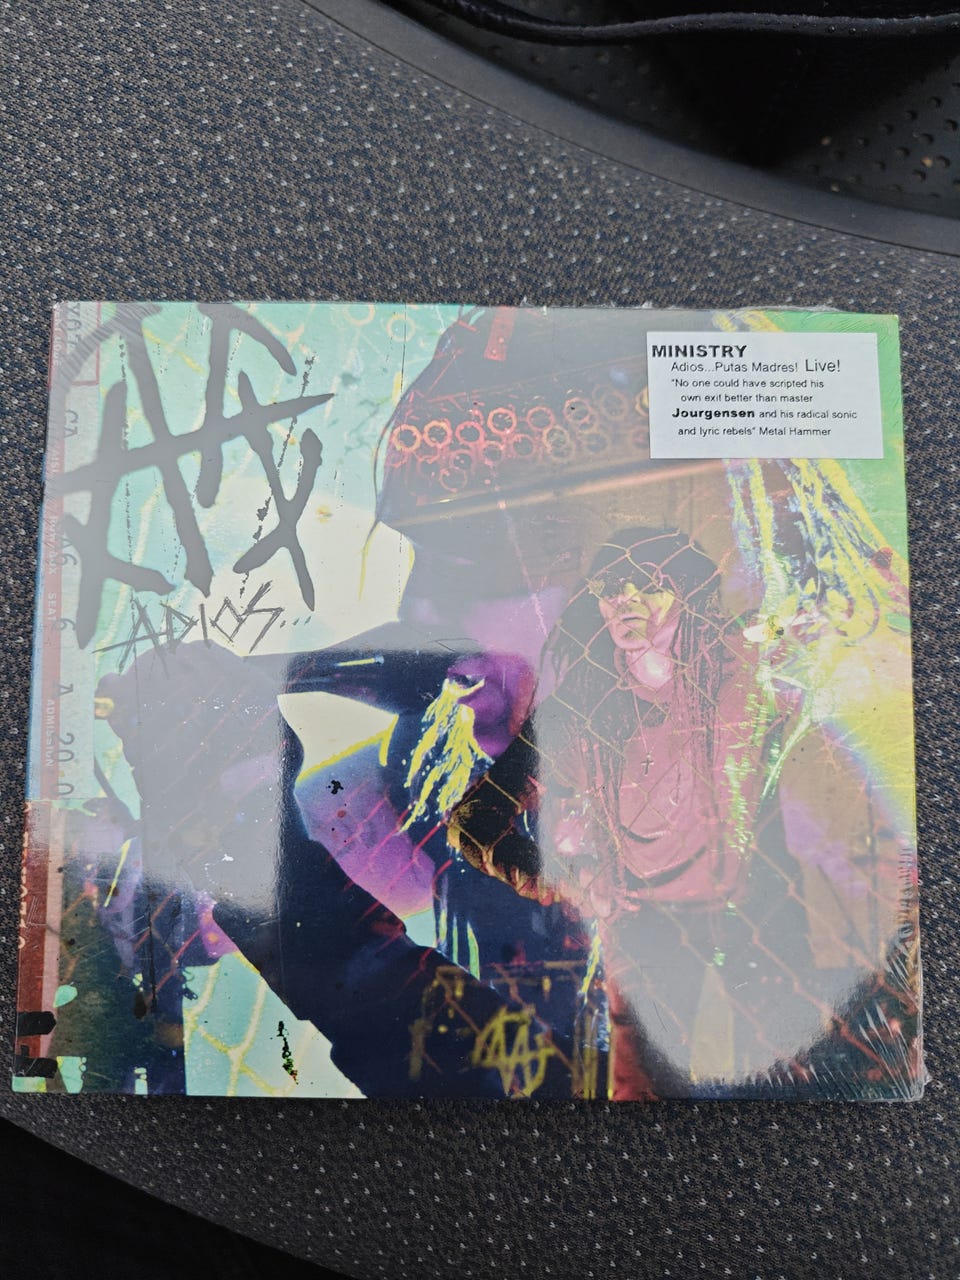 MINISTRY
Adios...Putas Madres! Live!
"No one could have scripted his
own exit better than master
Jourgensen and his radical sonic
and lyric rebels" Metal Hammer
ADIOS...
SEAT
ADMISSION